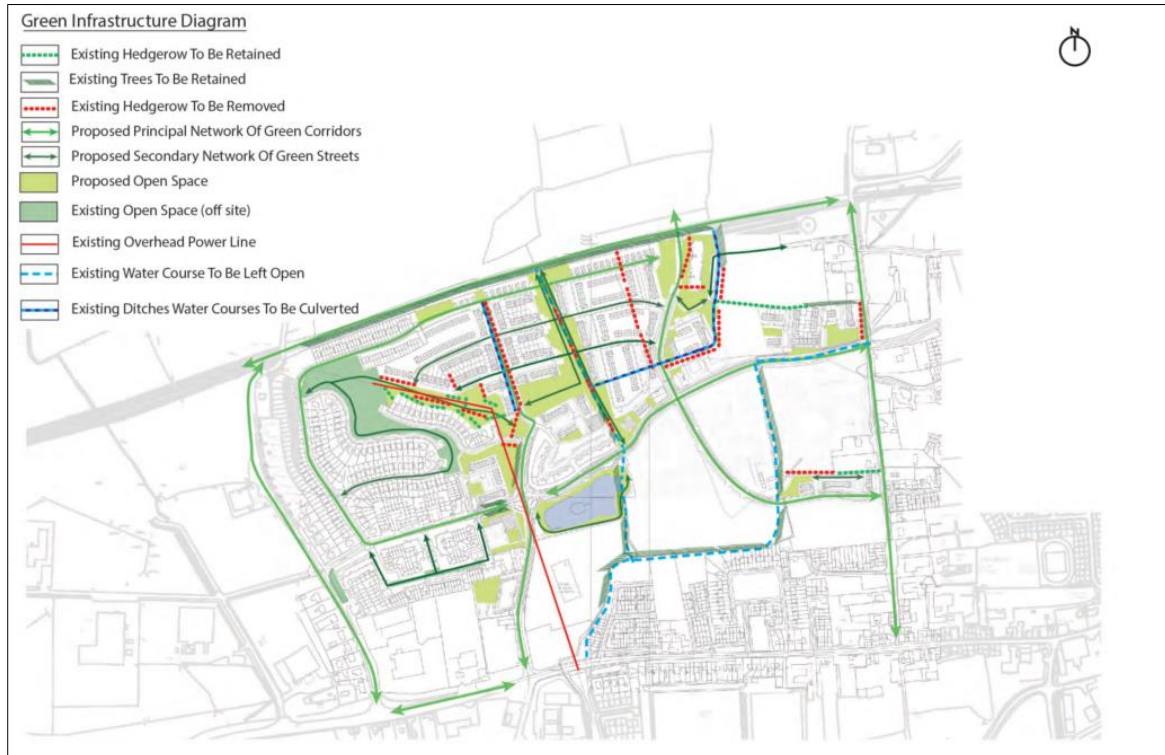 Green Infrastructure Diagram
N
Existing Hedgerow To Be Retained
Existing Trees To Be Retained
Existing Hedgerow To Be Removed
Proposed Principal Network Of Green Corridors
Proposed Secondary Network Of Green Streets
Proposed Open Space
Existing Open Space (off site)
Existing Overhead Power Line
Existing Water Course To Be Left Open
Existing Ditches Water Courses To Be Culverted